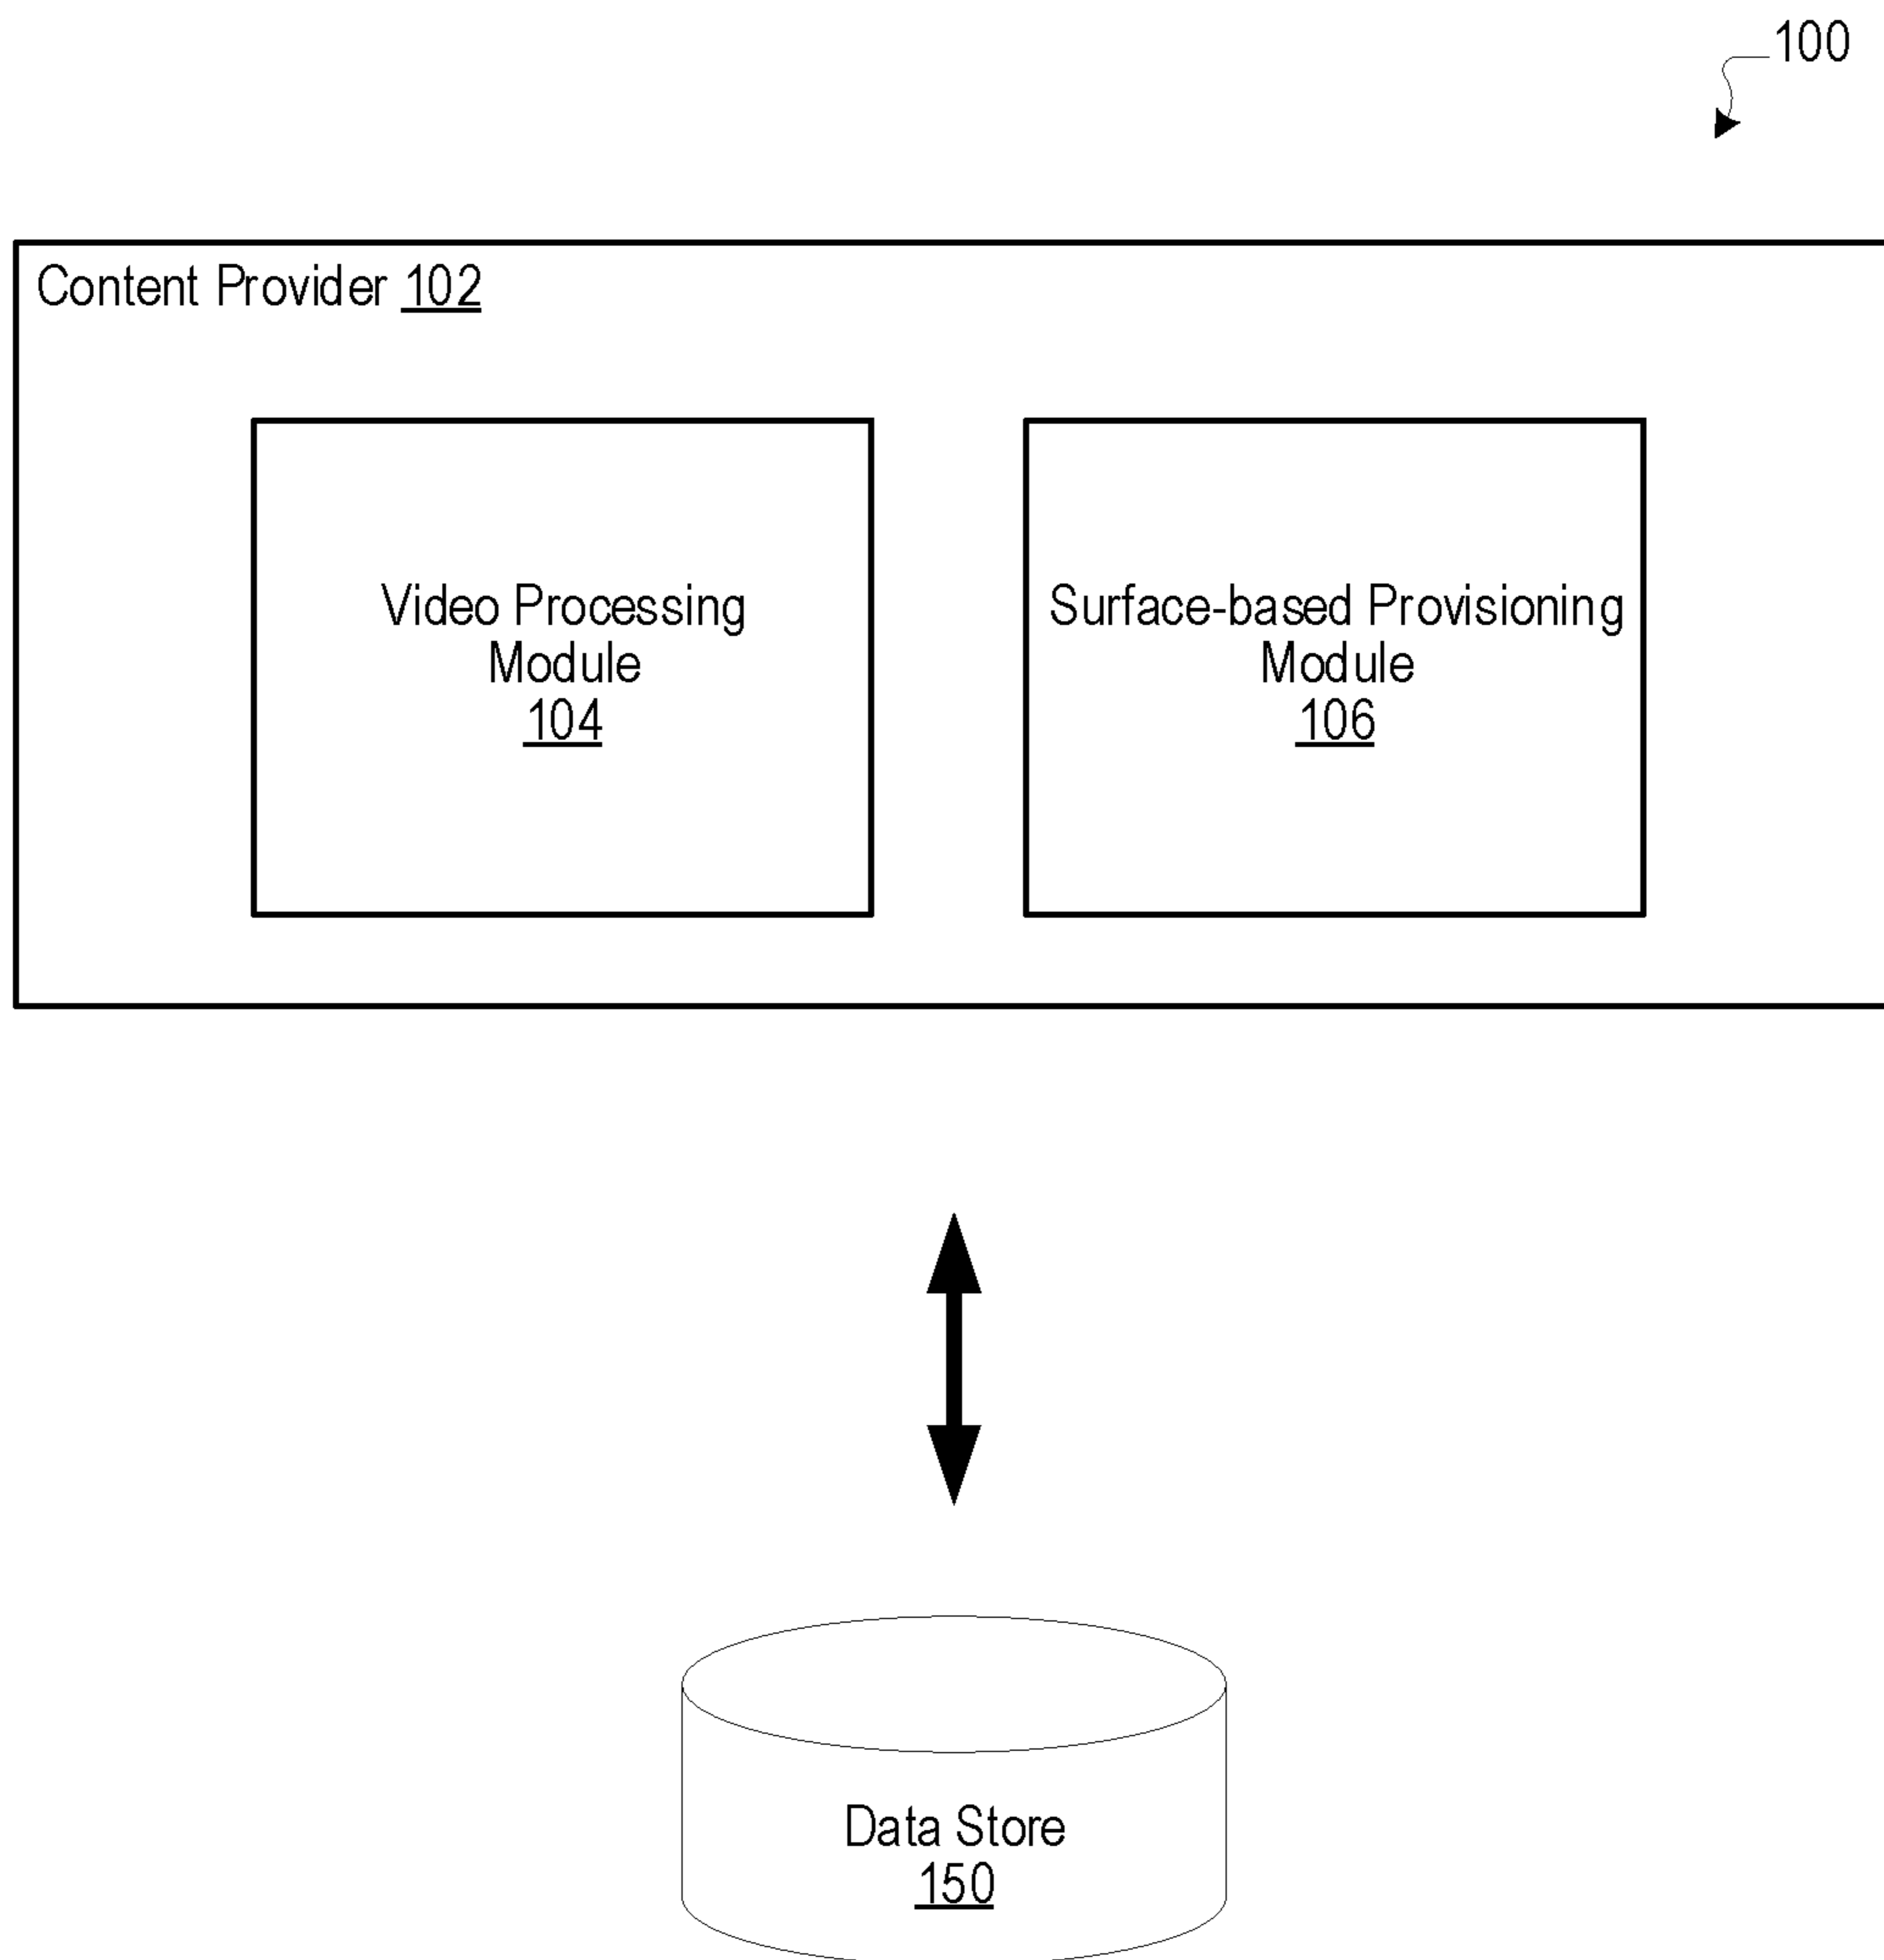 100
Content Provider 102
Video Processing
Module
104
Surface-based Provisioning
Module
106
Data Store
150